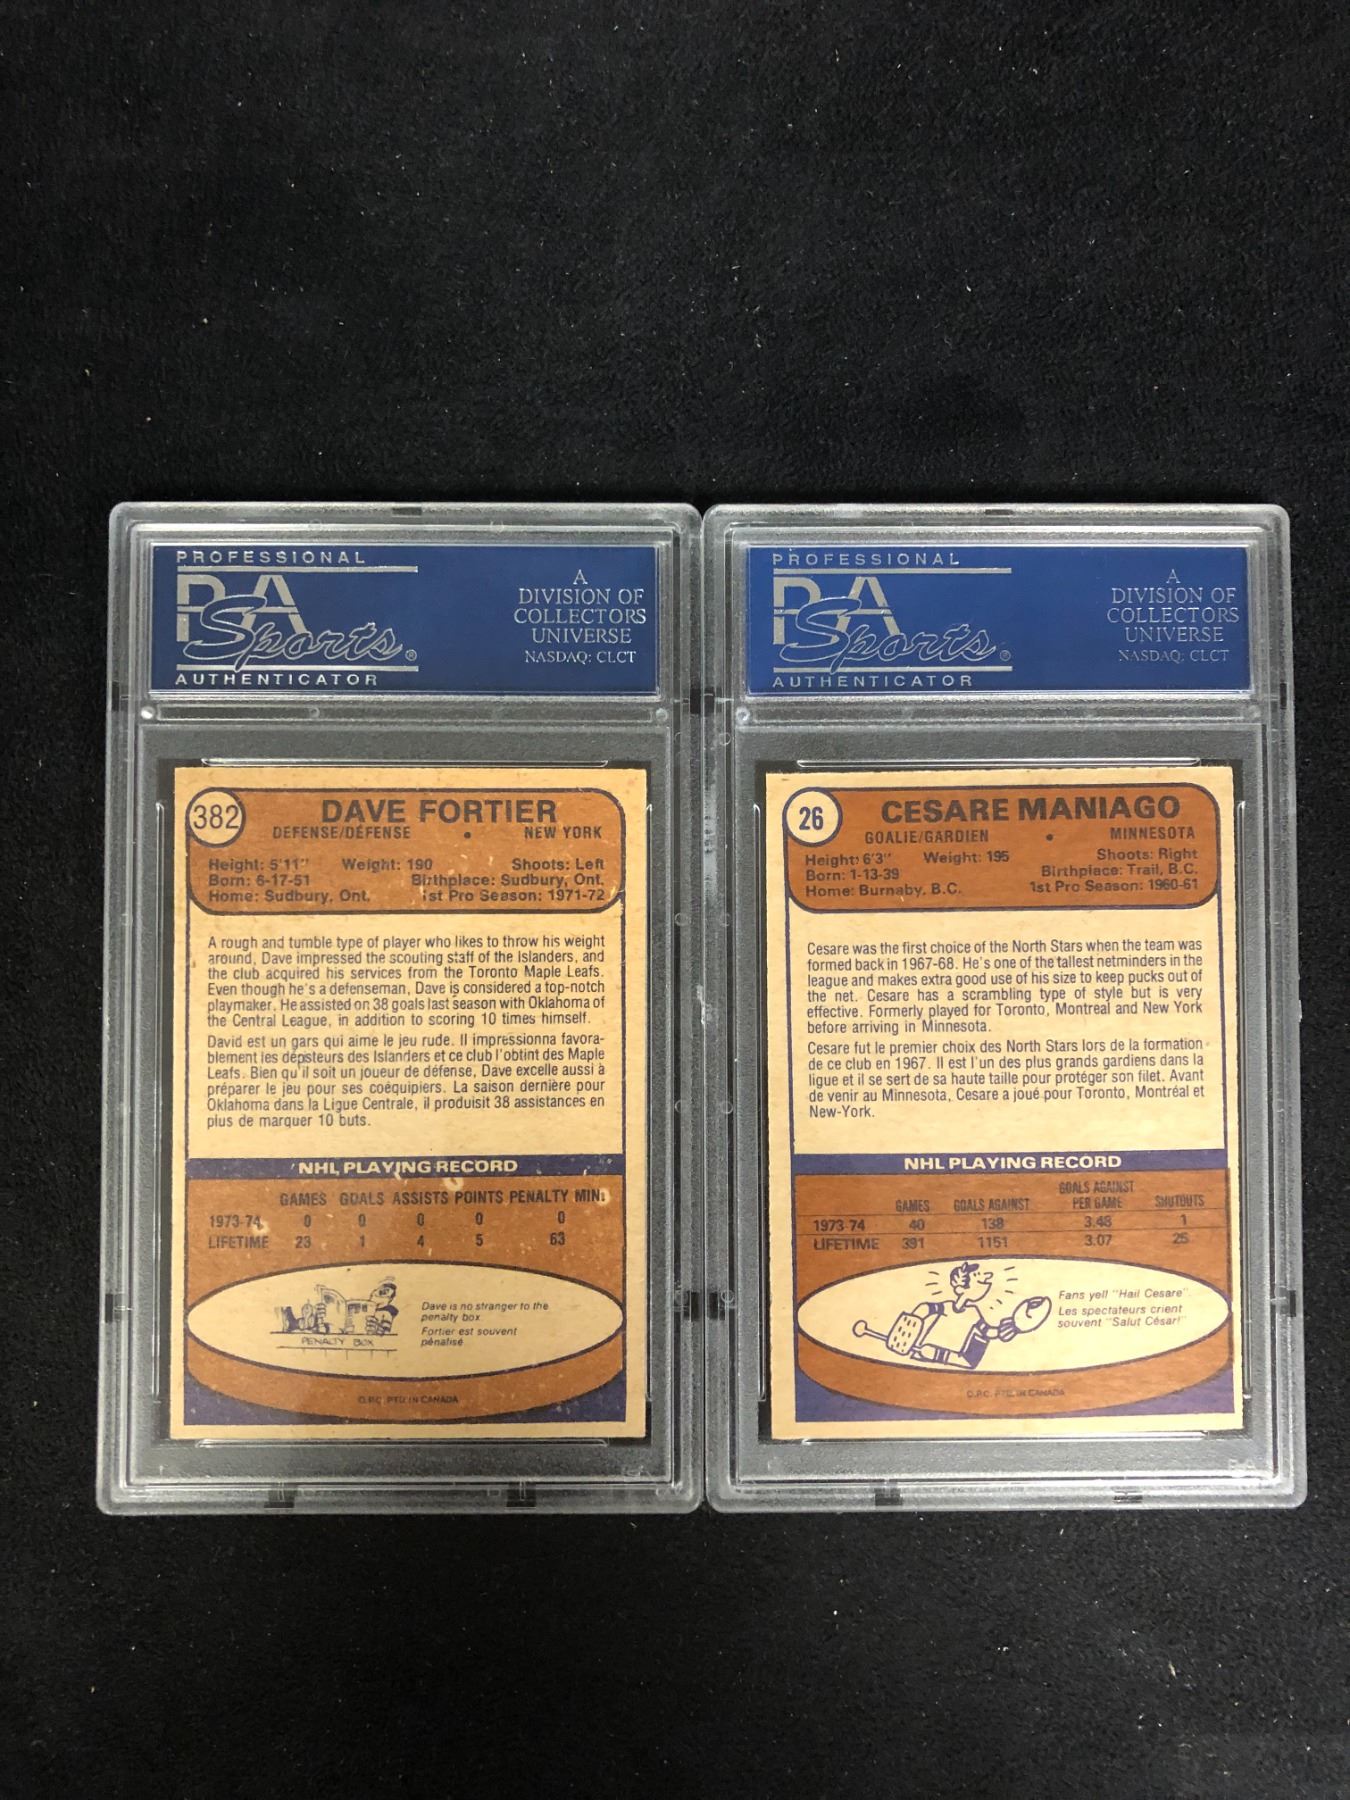 PROFESSIONAL
PSA
Sports®
AUTHENTICATOR
A
DIVISION OF
COLLECTORS
UNIVERSE
NASDAQ: CLCT
382
DAVE FORTIER
DEFENSE/DÉFENSE • NEW YORK
Height: 5'11" Weight: 190 Shoots: Left
Born: 6-17-51 Birthplace: Sudbury, Ont.
Home: Sudbury, Ont. 1st Pro Season: 1971-72
A rough and tumble type of player who likes to throw his weight
around, Dave impressed the scouting staff of the Islanders, and
the club acquired his services from the Toronto Maple Leafs.
Even though he's a defenseman, Dave is considered a top-notch
playmaker. He assisted on 38 goals last season with Oklahoma of
the Central League, in addition to scoring 10 times himself.
David est un gars qui aime le jeu rude. Il impressionna favora-
blement les dépsteurs des Islanders et ce club l'obtint des Maple
Leafs. Bien qu'il soit un joueur de défense, Dave excelle aussi à
préparer le jeu pour ses coéquipiers. La saison dernière pour
Oklahoma dans la Ligue Centrale, il produisit 38 assistances en
plus de marquer 10 buts.
NHL PLAYING RECORD
GAMES GOALS ASSISTS POINTS PENALTY MIN.
1973-74 0 0 0 0 0
LIFETIME 23 1 4 5 63
PENALTY BOX
Dave is no stranger to the
penalty box.
Fortier est souvent
pénalisé.
O.P.C. PTD. IN CANADA
PROFESSIONAL
PSA
Sports®
AUTHENTICATOR
A
DIVISION OF
COLLECTORS
UNIVERSE
NASDAQ: CLCT
26
CESARE MANIAGO
GOALIE/GARDIEN • MINNESOTA
Height: 6'3" Weight: 195 Shoots: Right
Born: 1-13-39 Birthplace: Trail, B.C.
Home: Burnaby, B.C. 1st Pro Season: 1960-61
Cesare was the first choice of the North Stars when the team was
formed back in 1967-68. He's one of the tallest netminders in the
league and makes extra good use of his size to keep pucks out of
the net. Cesare has a scrambling type of style but is very
effective. Formerly played for Toronto, Montreal and New York
before arriving in Minnesota.
Cesare fut le premier choix des North Stars lors de la formation
de ce club en 1967. Il est l'un des plus grands gardiens dans la
ligue et il se sert de sa haute taille pour protéger son filet. Avant
de venir au Minnesota, Cesare a joué pour Toronto, Montréal et
New-York.
NHL PLAYING RECORD
GAMES GOALS AGAINST GOALS AGAINST PER GAME SHUTOUTS
1973-74 40 138 3.48 1
LIFETIME 391 1151 3.07 25
Fans yell "Hail Cesare".
Les spectateurs crient
souvent "Salut César!"
O.P.C. PTD. IN CANADA